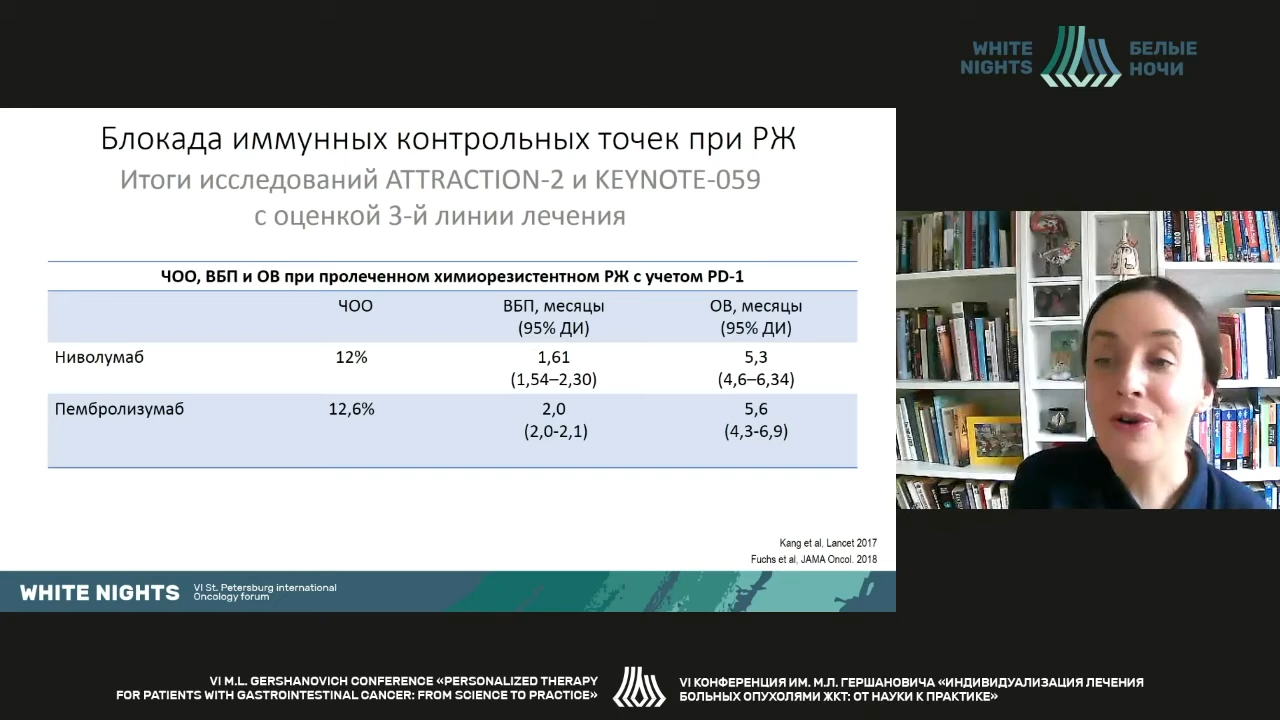 WHITE
NIGHTS
БЕЛЫЕ
НОЧИ
Блокада иммунных контрольных точек при РЖ
Итоги исследований ATTRACTION-2 и KEYNOTE-059
с оценкой 3-й линии лечения
ЧОО, ВБП и ОВ при пролеченном химиорезистентном РЖ с учетом PD-1
ЧОО ВБП, месяцы ОВ, месяцы
(95% ДИ) (95% ДИ)
Ниволумаб 12% 1,61 5,3
(1,54–2,30) (4,6–6,34)
Пембролизумаб 12,6% 2,0 5,6
(2,0-2,1) (4,3-6,9)
Kang et al, Lancet 2017
Fuchs et al, JAMA Oncol. 2018
WHITE NIGHTS
VI St. Petersburg international
Oncology forum
VI M.L. GERSHANOVICH CONFERENCE «PERSONALIZED THERAPY
FOR PATIENTS WITH GASTROINTESTINAL CANCER: FROM SCIENCE TO PRACTICE»
VI КОНФЕРЕНЦИЯ ИМ. М.Л. ГЕРШАНОВИЧА «ИНДИВИДУАЛИЗАЦИЯ ЛЕЧЕНИЯ
БОЛЬНЫХ ОПУХОЛЯМИ ЖКТ: ОТ НАУКИ К ПРАКТИКЕ»